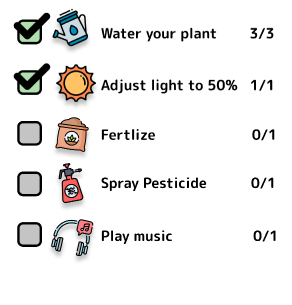 Water your plant 3/3
Adjust light to 50% 1/1
Fertlize 0/1
Spray Pesticide 0/1
Play music 0/1